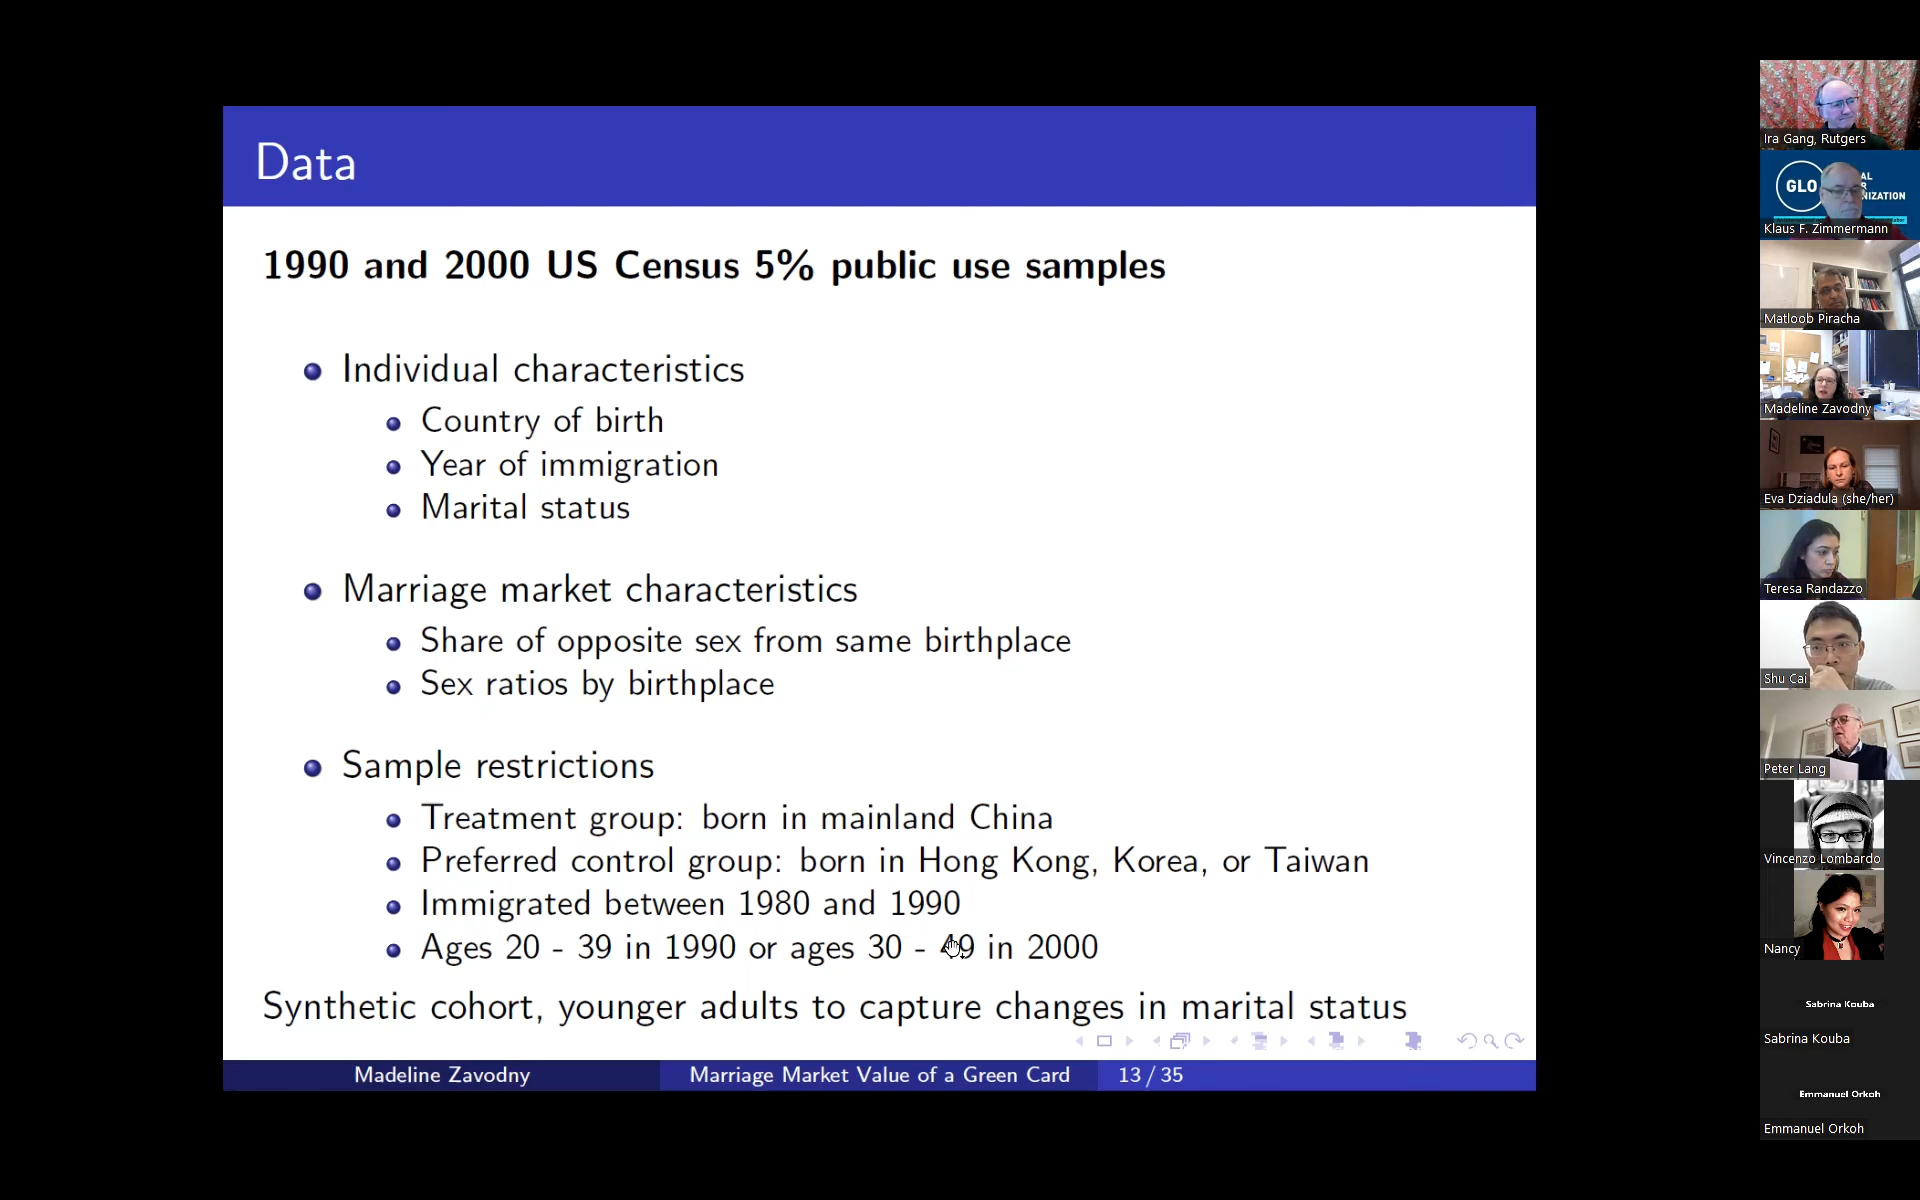 Data
1990 and 2000 US Census 5% public use samples
Individual characteristics
Country of birth
Year of immigration
Marital status
Marriage market characteristics
Share of opposite sex from same birthplace
Sex ratios by birthplace
Sample restrictions
Treatment group: born in mainland China
Preferred control group: born in Hong Kong, Korea, or Taiwan
Immigrated between 1980 and 1990
Ages 20 - 39 in 1990 or ages 30 - 49 in 2000
Synthetic cohort, younger adults to capture changes in marital status
Madeline Zavodny
Marriage Market Value of a Green Card
13 / 35
Ira Gang, Rutgers
GLO
AL
R
NIZATION
Klaus F. Zimmermann
Matloob Piracha
Madeline Zavodny
Eva Dziadula (she/her)
Teresa Randazzo
Shu Cai
Peter Lang
Vincenzo Lombardo
Nancy
Sabrina Kouba
Sabrina Kouba
Emmanuel Orkoh
Emmanuel Orkoh